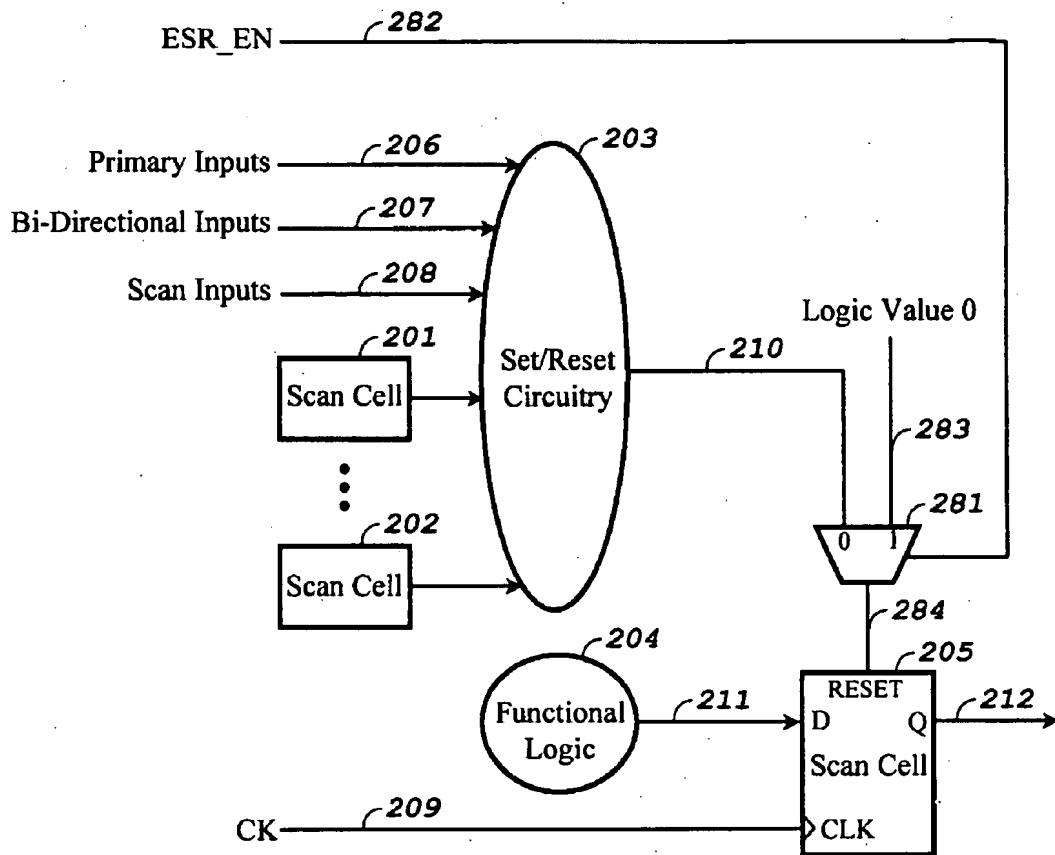 ESR_EN
282
Primary Inputs
206
203
Bi-Directional Inputs
207
Scan Inputs
208
Logic Value 0
201
Scan Cell
Set/Reset
Circuitry
210
283
202
Scan Cell
281
0 1
284
204
205
Functional
Logic
211
RESET
D Q
212
Scan Cell
CK
209
CLK